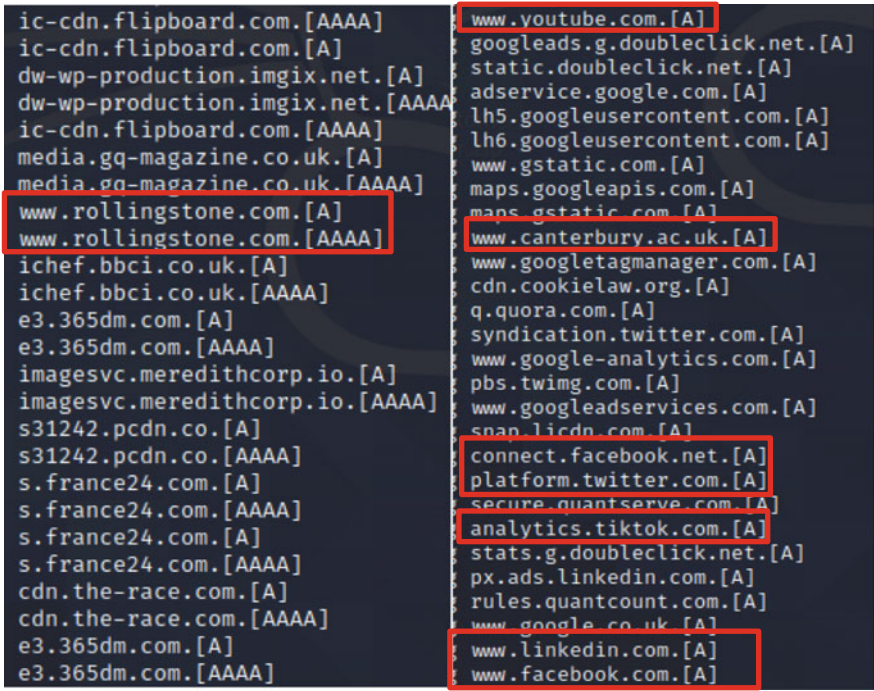 ic-cdn.flipboard.com.[AAAA]
ic-cdn.flipboard.com.[A]
dw-wp-production.imgix.net.[A]
dw-wp-production.imgix.net.[AAAA
ic-cdn.flipboard.com.[AAAA]
media.gq-magazine.co.uk.[A]
media.gq-magazine.co.uk.[AAAA]
www.rollingstone.com.[A]
www.rollingstone.com.[AAAA]
ichef.bbci.co.uk.[A]
ichef.bbci.co.uk.[AAAA]
e3.365dm.com.[A]
e3.365dm.com.[AAAA]
imagesvc.meredithcorp.io.[A]
imagesvc.meredithcorp.io.[AAAA]
s31242.pcdn.co.[A]
s31242.pcdn.co.[AAAA]
s.france24.com.[A]
s.france24.com.[AAAA]
s.france24.com.[A]
s.france24.com.[AAAA]
cdn.the-race.com.[A]
cdn.the-race.com.[AAAA]
e3.365dm.com.[A]
e3.365dm.com.[AAAA]
www.youtube.com.[A]
googleads.g.doubleclick.net.[A]
static.doubleclick.net.[A]
adservice.google.com.[A]
lh5.googleusercontent.com.[A]
lh6.googleusercontent.com.[A]
www.gstatic.com.[A]
maps.googleapis.com.[A]
maps.gstatic.com.[A]
www.canterbury.ac.uk.[A]
www.googletagmanager.com.[A]
cdn.cookielaw.org.[A]
q.quora.com.[A]
syndication.twitter.com.[A]
www.google-analytics.com.[A]
pbs.twimg.com.[A]
www.googleadservices.com.[A]
snap.licdn.com.[A]
connect.facebook.net.[A]
platform.twitter.com.[A]
secure.quantserve.com.[A]
analytics.tiktok.com.[A]
stats.g.doubleclick.net.[A]
px.ads.linkedin.com.[A]
rules.quantcount.com.[A]
www.google.co.uk.[A]
www.linkedin.com.[A]
www.facebook.com.[A]